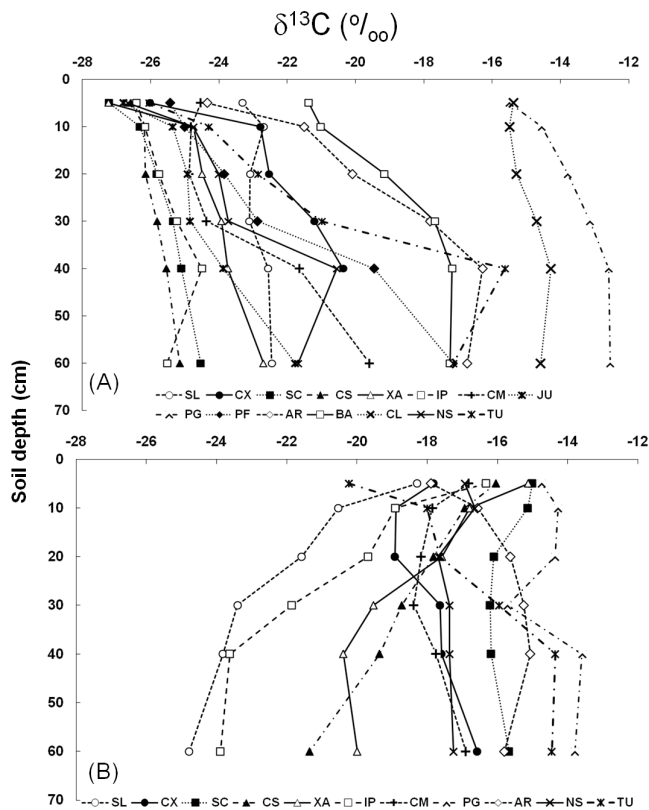 δ13C (o/oo)
-28 -26 -24 -22 -20 -18 -16 -14 -12
0
10
20
30
40
50
60
70
(A)
SL CX SC CS XA IP CM JU
PG PF AR BA CL NS TU
Soil depth (cm)
-28 -26 -24 -22 -20 -18 -16 -14 -12
0
10
20
30
40
50
60
70
(B)
SL CX SC CS XA IP CM PG AR NS TU